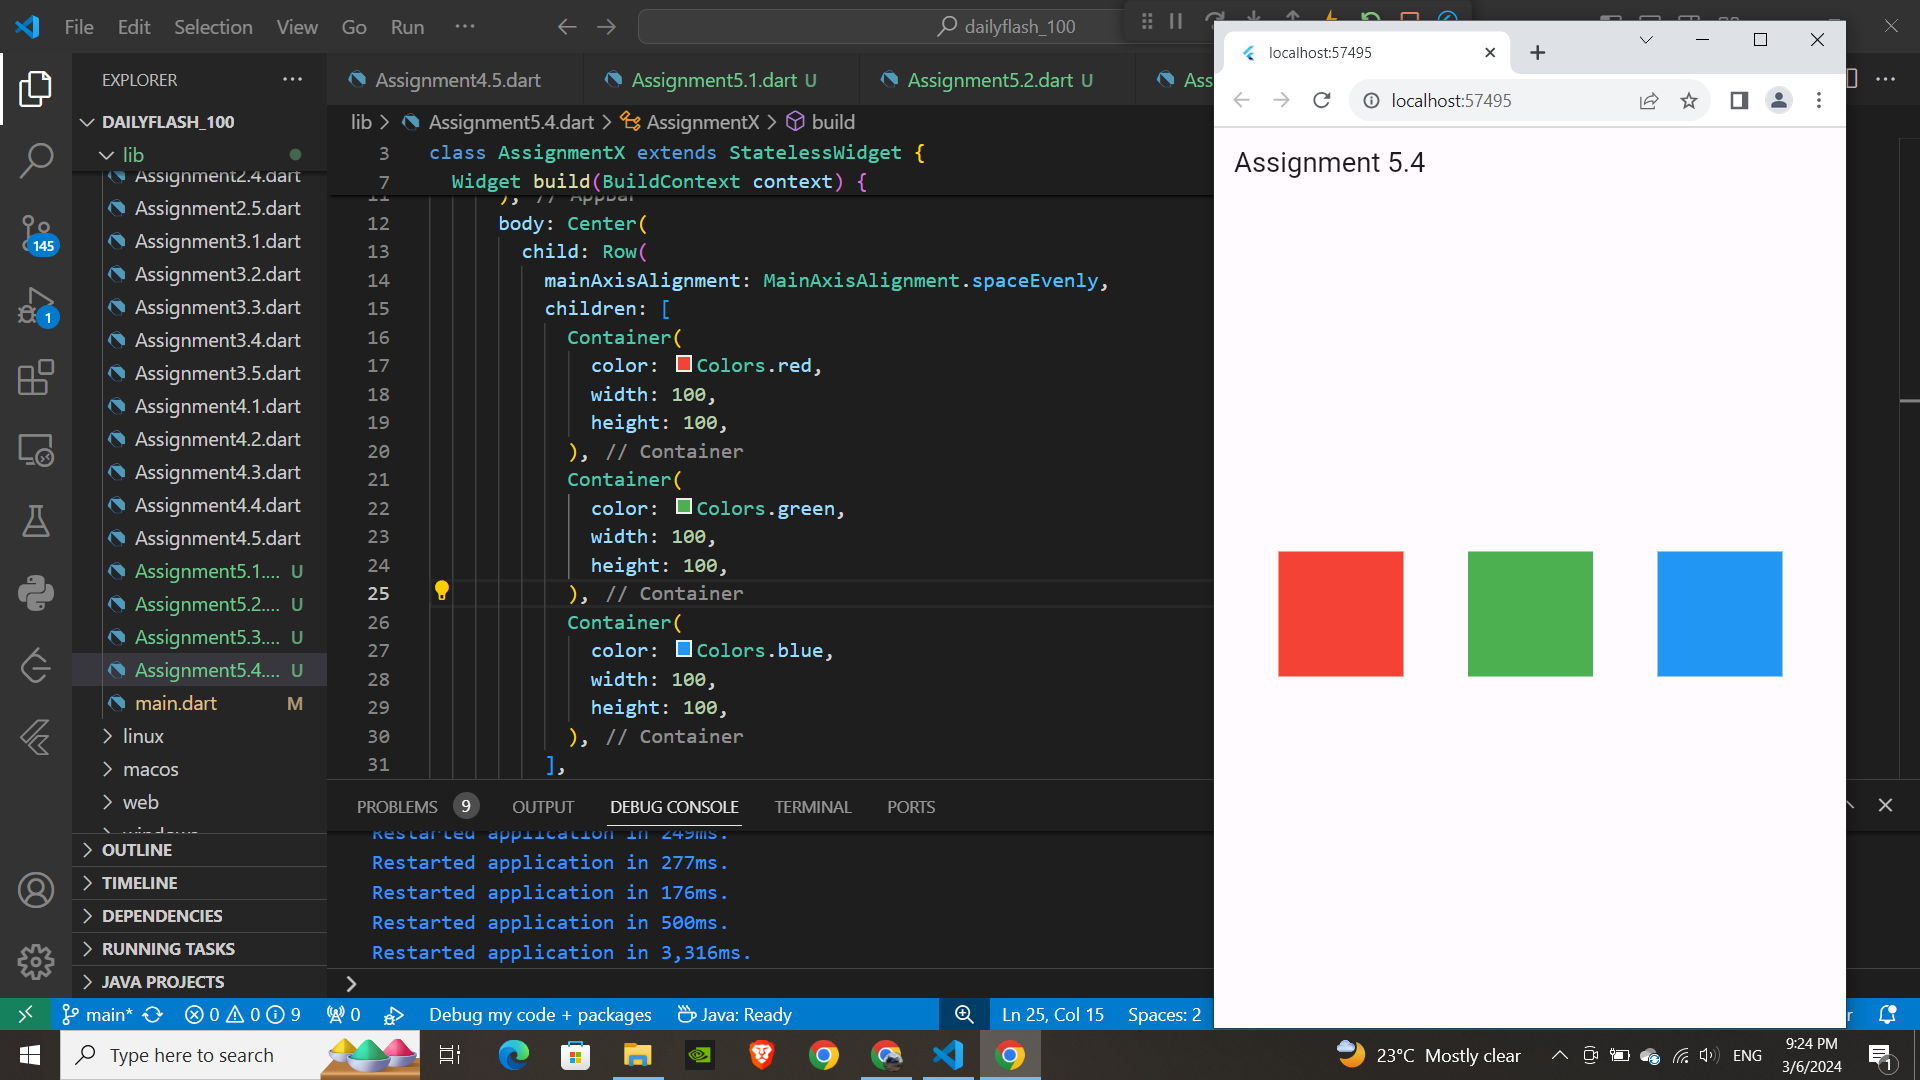 File Edit Selection View Go Run ···
dailyflash_100
EXPLORER ···
DAILYFLASH_100
lib
Assignment2.4.dart
Assignment2.5.dart
Assignment3.1.dart
Assignment3.2.dart
Assignment3.3.dart
Assignment3.4.dart
Assignment3.5.dart
Assignment4.1.dart
Assignment4.2.dart
Assignment4.3.dart
Assignment4.4.dart
Assignment4.5.dart
Assignment5.1.... U
Assignment5.2.... U
Assignment5.3.... U
Assignment5.4.... U
main.dart M
linux
macos
web
windows
OUTLINE
TIMELINE
DEPENDENCIES
RUNNING TASKS
JAVA PROJECTS
145
1
Assignment4.5.dart Assignment5.1.dart U Assignment5.2.dart U Ass
lib > Assignment5.4.dart > AssignmentX > build
3 class AssignmentX extends StatelessWidget {
7 Widget build(BuildContext context) {
11 ), // AppBar
12 body: Center(
13 child: Row(
14 mainAxisAlignment: MainAxisAlignment.spaceEvenly,
15 children: [
16 Container(
17 color: Colors.red,
18 width: 100,
19 height: 100,
20 ), // Container
21 Container(
22 color: Colors.green,
23 width: 100,
24 height: 100,
25 ), // Container
26 Container(
27 color: Colors.blue,
28 width: 100,
29 height: 100,
30 ), // Container
31 ],
PROBLEMS 9 OUTPUT DEBUG CONSOLE TERMINAL PORTS
Restarted application in 249ms.
Restarted application in 277ms.
Restarted application in 176ms.
Restarted application in 500ms.
Restarted application in 3,316ms.
>
localhost:57495
localhost:57495
Assignment 5.4
main* 0 0 9 0 Debug my code + packages Java: Ready Ln 25, Col 15 Spaces: 2
Type here to search
23°C Mostly clear
ENG
9:24 PM
3/6/2024
1